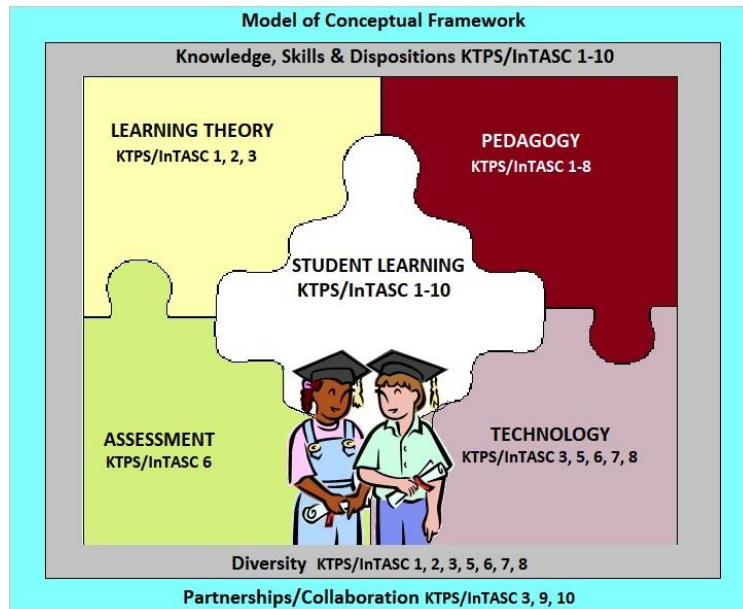 Model of Conceptual Framework
Knowledge, Skills & Dispositions KTPS/InTASC 1-10
LEARNING THEORY
KTPS/InTASC 1, 2, 3
PEDAGOGY
KTPS/InTASC 1-8
STUDENT LEARNING
KTPS/InTASC 1-10
ASSESSMENT
KTPS/InTASC 6
TECHNOLOGY
KTPS/InTASC 3, 5, 6, 7, 8
Diversity KTPS/InTASC 1, 2, 3, 5, 6, 7, 8
Partnerships/Collaboration KTPS/InTASC 3, 9, 10